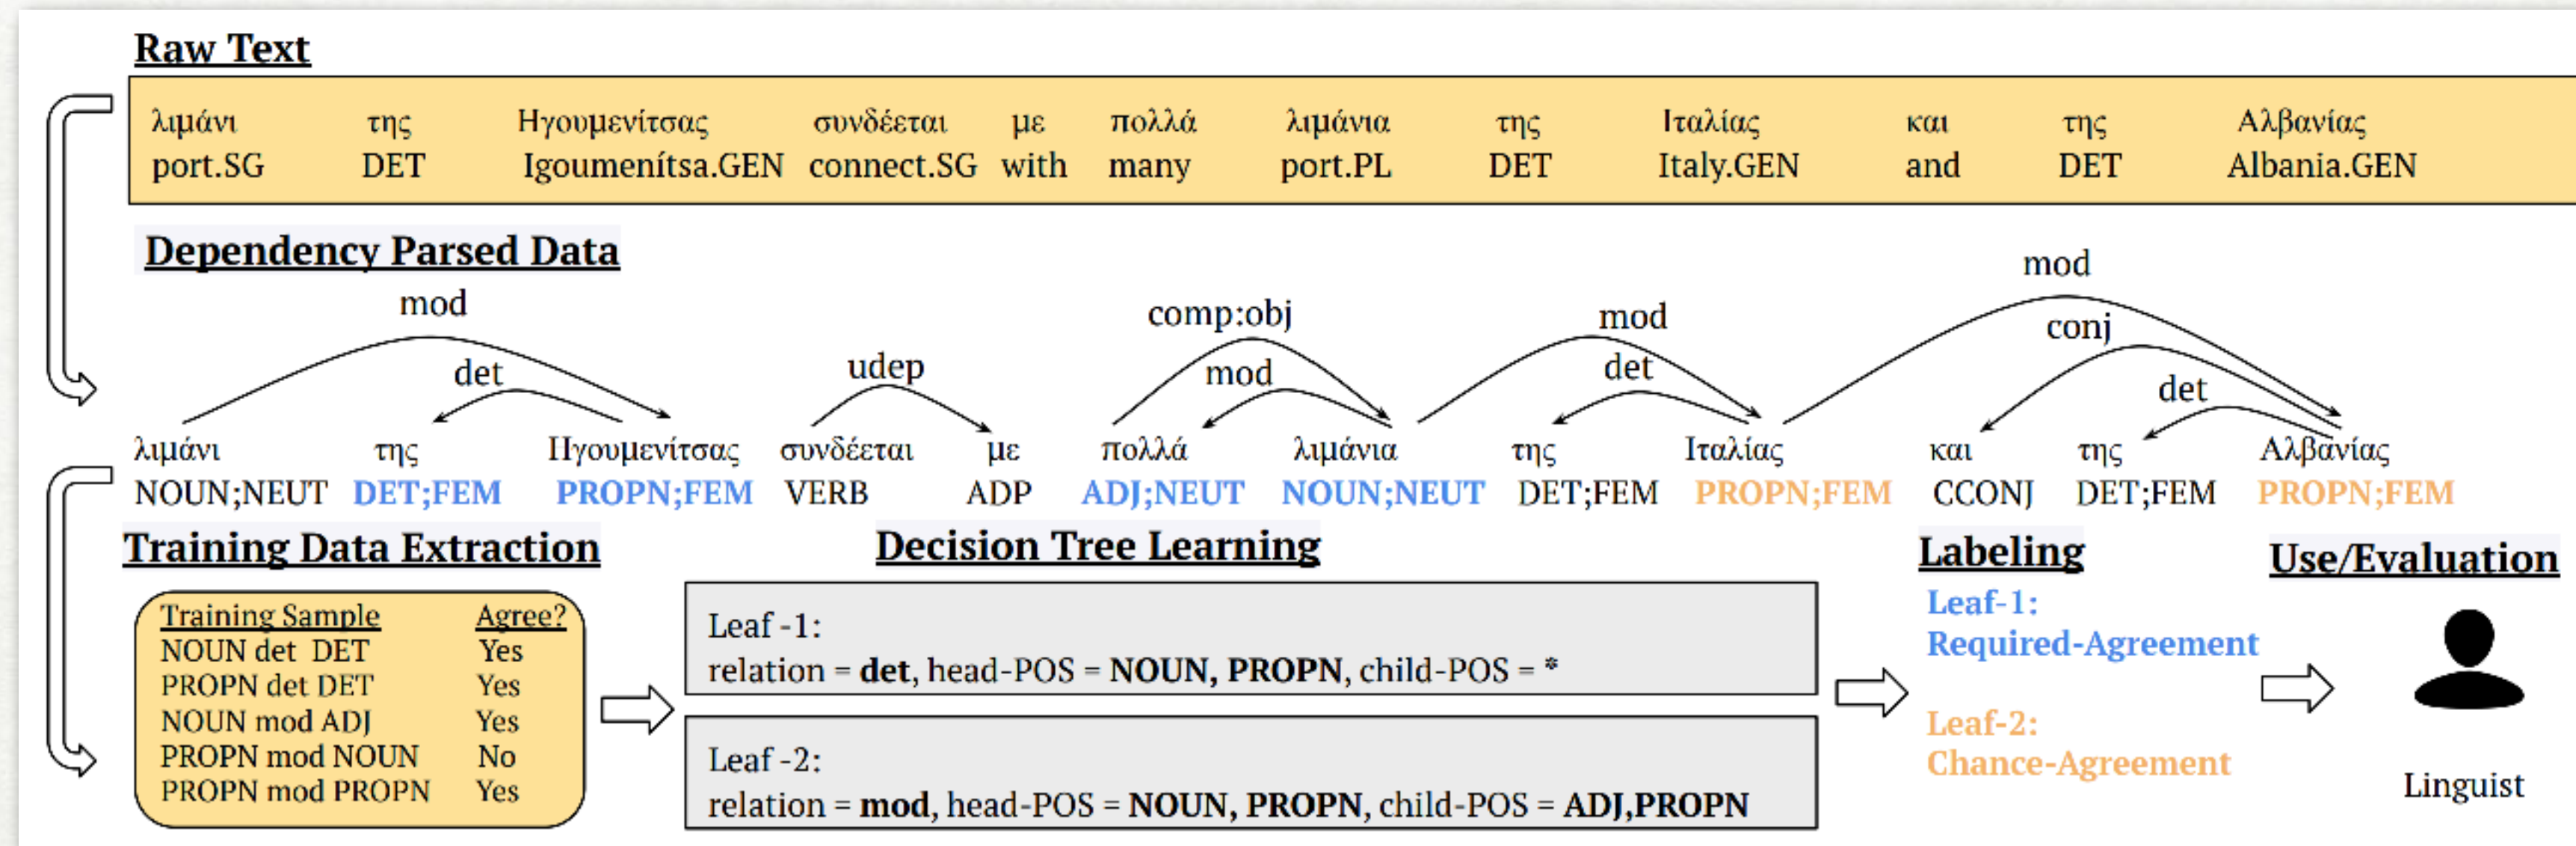 Raw Text
λιμάνι της Ηγουμενίτσας συνδέεται με πολλά λιμάνια της Ιταλίας και της Αλβανίας
port.SG DET Igoumenítsa.GEN connect.SG with many port.PL DET Italy.GEN and DET Albania.GEN
Dependency Parsed Data
mod
mod comp:obj mod
conj
det udep mod det
det
λιμάνι της Ηγουμενίτσας συνδέεται με πολλά λιμάνια της Ιταλίας και της Αλβανίας
NOUN;NEUT DET;FEM PROPN;FEM VERB ADP ADJ;NEUT NOUN;NEUT DET;FEM PROPN;FEM CCONJ DET;FEM PROPN;FEM
Training Data Extraction
Training Sample Agree?
NOUN det DET Yes
PROPN det DET Yes
NOUN mod ADJ Yes
PROPN mod NOUN No
PROPN mod PROPN Yes
Decision Tree Learning
Leaf -1:
relation = det, head-POS = NOUN, PROPN, child-POS = *
Leaf -2:
relation = mod, head-POS = NOUN, PROPN, child-POS = ADJ,PROPN
Labeling
Leaf-1:
Required-Agreement
Leaf-2:
Chance-Agreement
Use/Evaluation
Linguist